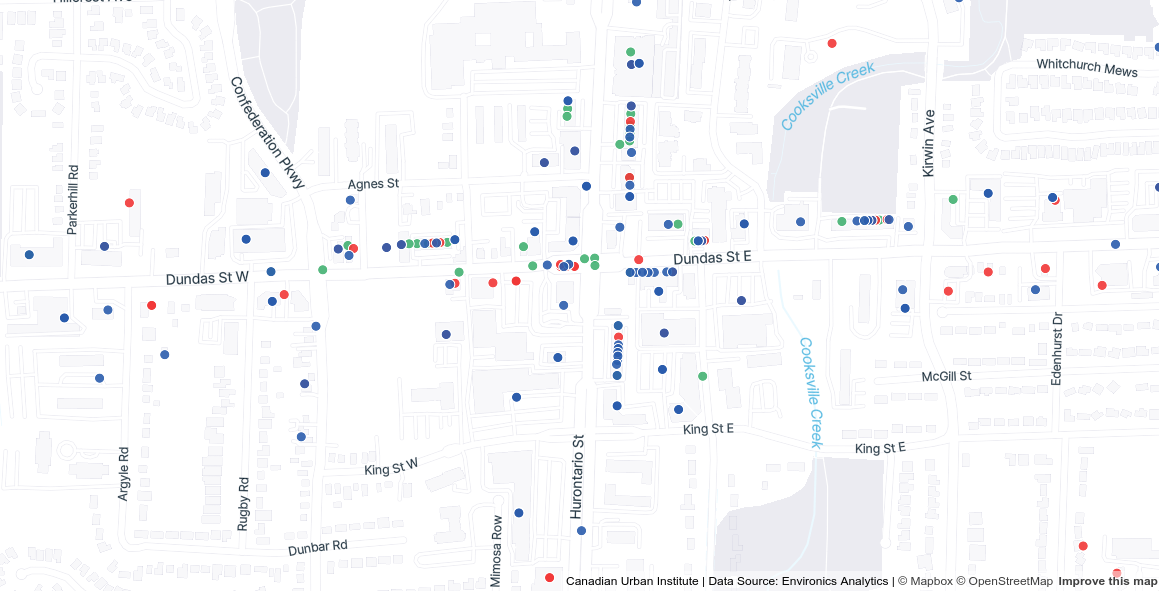 Whitchurch Mews
Cooksville Creek
Confederation Pkwy
Kirwin Ave
Parkerhill Rd
Agnes St
Dundas St W
Dundas St E
Edenhurst Dr
McGill St
Cooksville Creek
King St E
King St E
King St W
Hurontario St
Argyle Rd
Rugby Rd
Mimosa Row
Dunbar Rd
Canadian Urban Institute | Data Source: Environics Analytics | © Mapbox © OpenStreetMap Improve this map